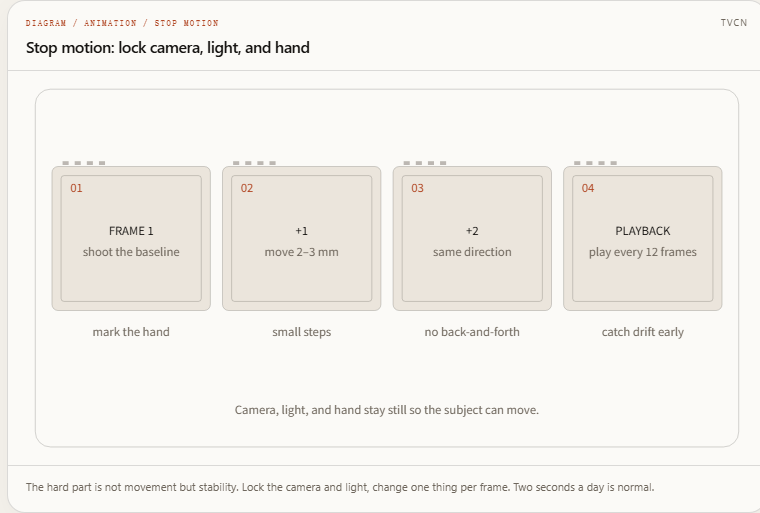 DIAGRAM / ANIMATION / STOP MOTION
TVCN
Stop motion: lock camera, light, and hand
01
FRAME 1
shoot the baseline
mark the hand
02
+1
move 2–3 mm
small steps
03
+2
same direction
no back-and-forth
04
PLAYBACK
play every 12 frames
catch drift early
Camera, light, and hand stay still so the subject can move.
The hard part is not movement but stability. Lock the camera and light, change one thing per frame. Two seconds a day is normal.